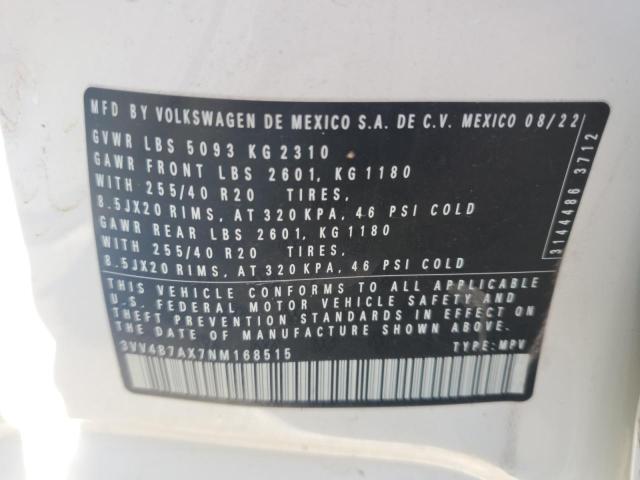 MFD BY VOLKSWAGEN DE MEXICO S.A. DE C.V. MEXICO 08/22
GVWR LBS 5093 KG 2310
GAWR FRONT LBS 2601, KG 1180
WITH 255/40 R20 TIRES,
8.5JX20 RIMS, AT 320 KPA, 46 PSI COLD
GAWR REAR LBS 2601, KG 1180
WITH 255/40 R20 TIRES,
8.5JX20 RIMS, AT 320 KPA, 46 PSI COLD
THIS VEHICLE CONFORMS TO ALL APPLICABLE
U.S. FEDERAL MOTOR VEHICLE SAFETY AND
THEFT PREVENTION STANDARDS IN EFFECT ON
THE DATE OF MANUFACTURE SHOWN ABOVE
3VV4B7AX7NM168515 TYPE: MPV
3144486 3712